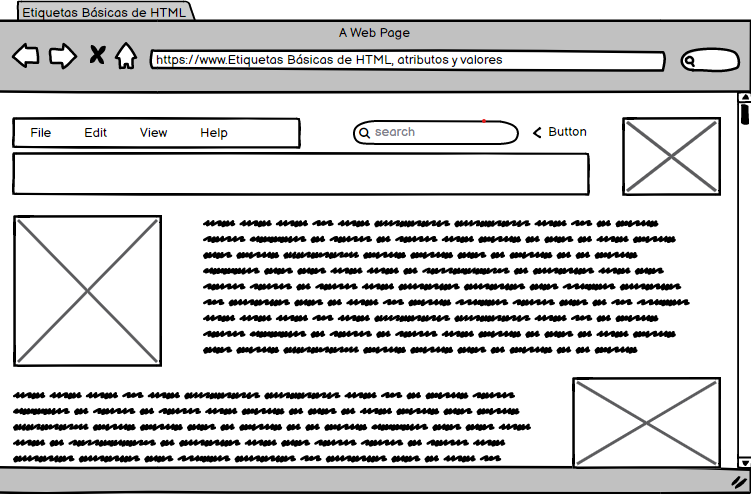 Etiquetas Básicas de HTML
A Web Page
https://www.Etiquetas Básicas de HTML, atributos y valores
File Edit View Help
search
Button